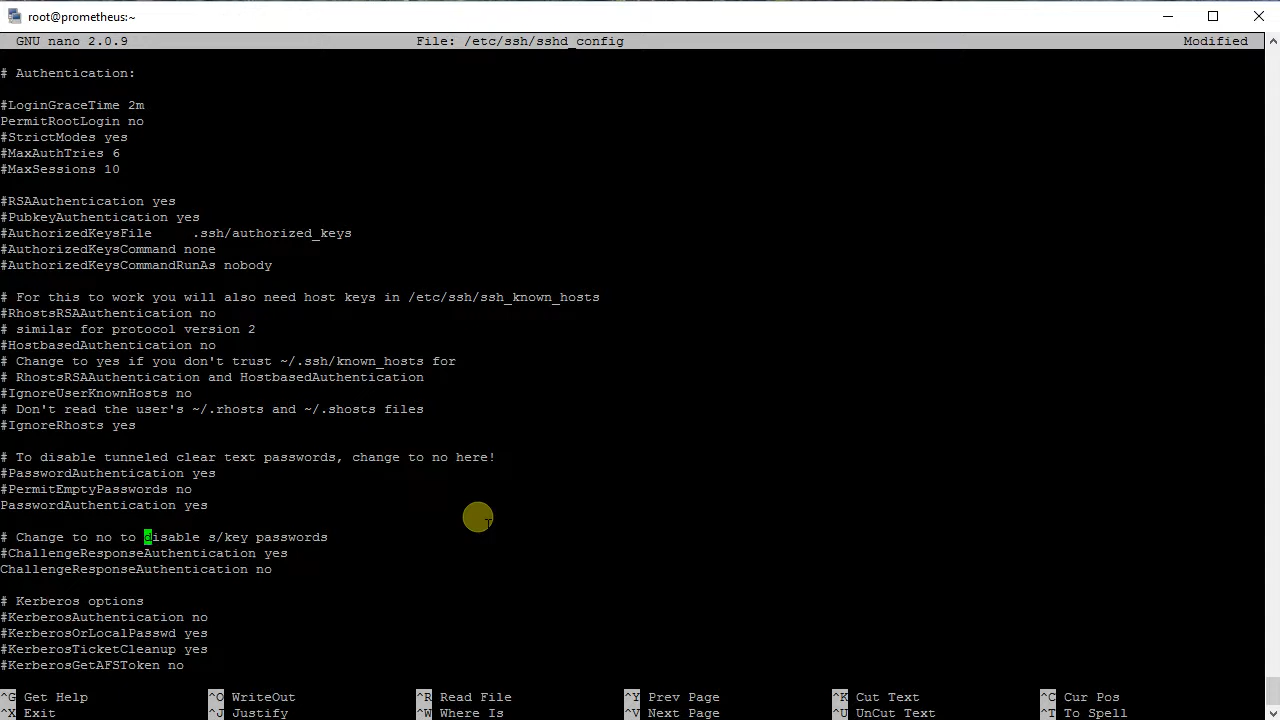 root@prometheus:~
GNU nano 2.0.9 File: /etc/ssh/sshd_config Modified
# Authentication:
#LoginGraceTime 2m
PermitRootLogin no
#StrictModes yes
#MaxAuthTries 6
#MaxSessions 10
#RSAAuthentication yes
#PubkeyAuthentication yes
#AuthorizedKeysFile .ssh/authorized_keys
#AuthorizedKeysCommand none
#AuthorizedKeysCommandRunAs nobody
# For this to work you will also need host keys in /etc/ssh/ssh_known_hosts
#RhostsRSAAuthentication no
# similar for protocol version 2
#HostbasedAuthentication no
# Change to yes if you don't trust ~/.ssh/known_hosts for
# RhostsRSAAuthentication and HostbasedAuthentication
#IgnoreUserKnownHosts no
# Don't read the user's ~/.rhosts and ~/.shosts files
#IgnoreRhosts yes
# To disable tunneled clear text passwords, change to no here!
#PasswordAuthentication yes
#PermitEmptyPasswords no
PasswordAuthentication yes
# Change to no to disable s/key passwords
#ChallengeResponseAuthentication yes
ChallengeResponseAuthentication no
# Kerberos options
#KerberosAuthentication no
#KerberosOrLocalPasswd yes
#KerberosTicketCleanup yes
#KerberosGetAFSToken no
^G Get Help ^O WriteOut ^R Read File ^Y Prev Page ^K Cut Text ^C Cur Pos
^X Exit ^J Justify ^W Where Is ^V Next Page ^U UnCut Text ^T To Spell